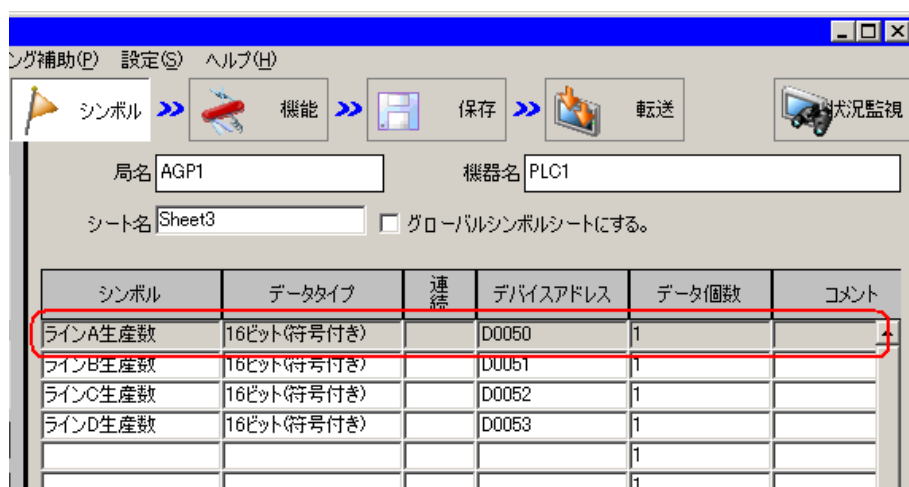 ング補助(P) 設定(S) ヘルプ(H)
シンボル 機能 保存 転送 状況監視
局名 AGP1 機器名 PLC1
シート名 Sheet3 グローバルシンボルシートにする。
シンボル データタイプ 連続 デバイスアドレス データ個数 コメント
ラインA生産数 16ビット(符号付き) D0050 1
ラインB生産数 16ビット(符号付き) D0051 1
ラインC生産数 16ビット(符号付き) D0052 1
ラインD生産数 16ビット(符号付き) D0053 1
1
1